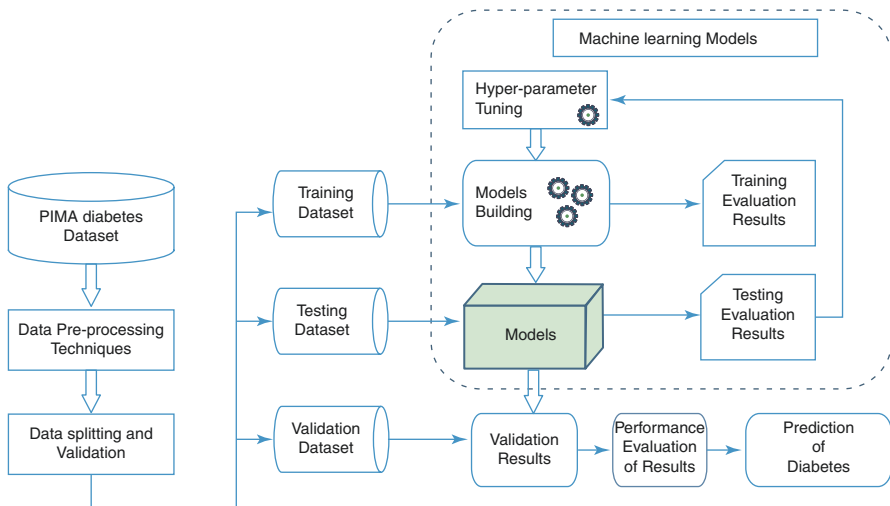 Machine learning Models
Hyper-parameter
Tuning
PIMA diabetes
Dataset
Training
Dataset
Models
Building
Training
Evaluation
Results
Data Pre-processing
Techniques
Testing
Dataset
Models
Testing
Evaluation
Results
Data splitting and
Validation
Validation
Dataset
Validation
Results
Performance
Evaluation
of Results
Prediction
of
Diabetes